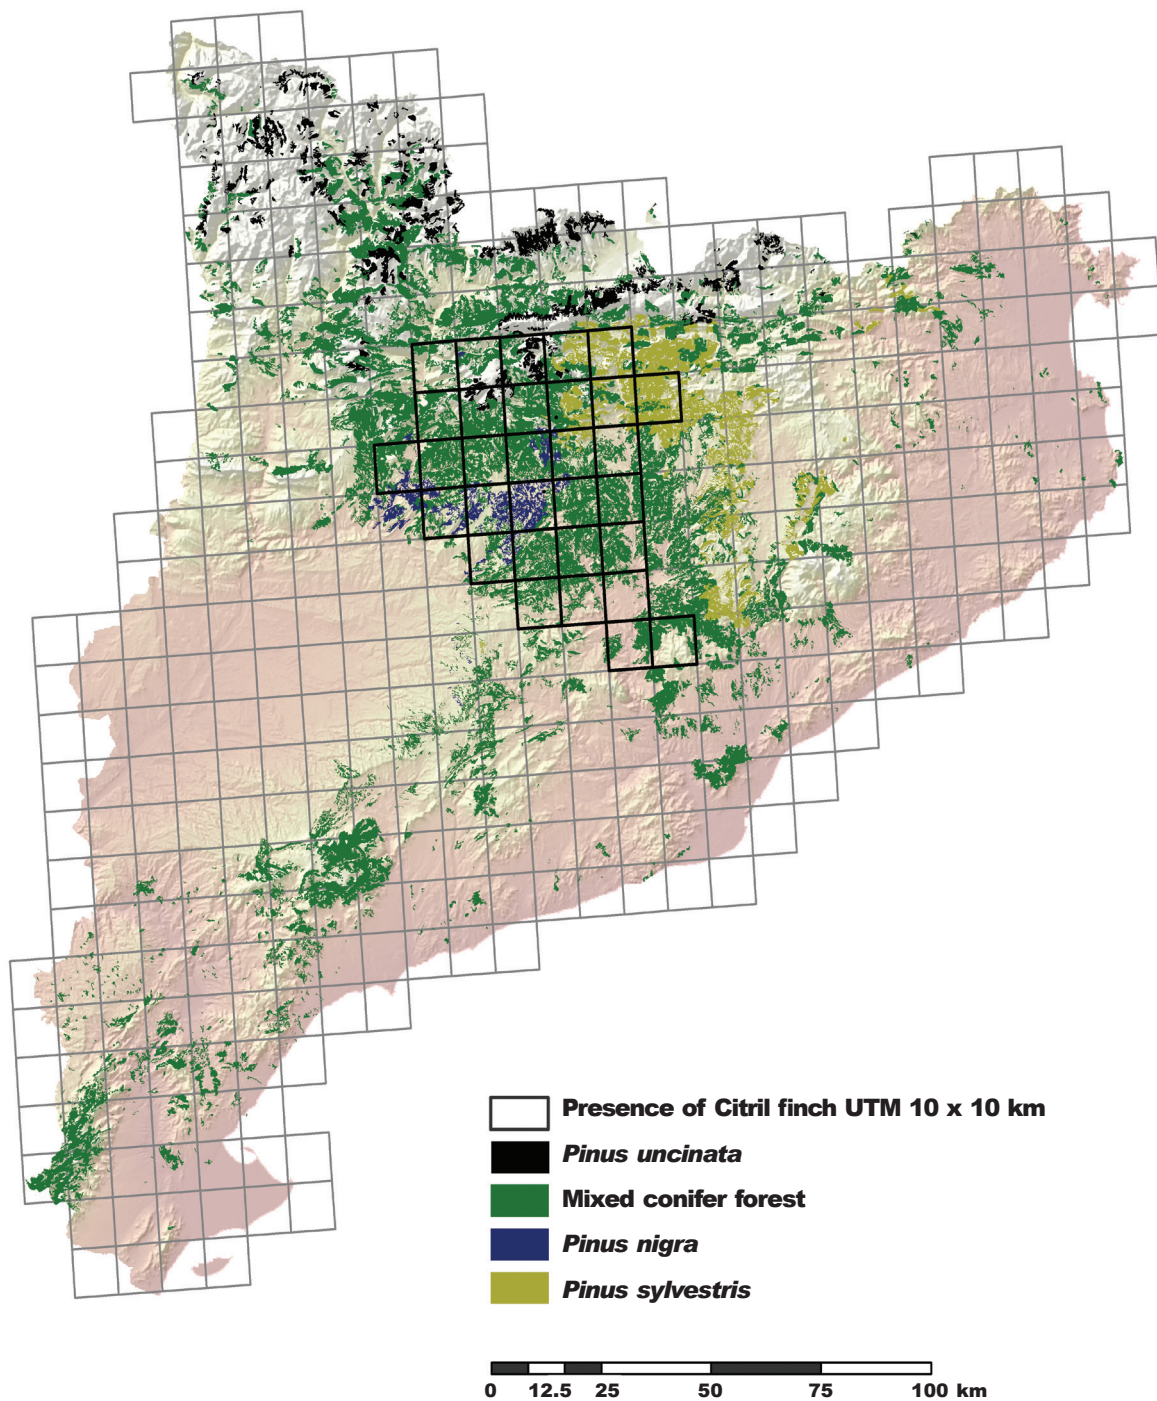 Presence of Citril finch UTM 10 x 10 km
Pinus uncinata
Mixed conifer forest
Pinus nigra
Pinus sylvestris
0 12.5 25 50 75 100 km